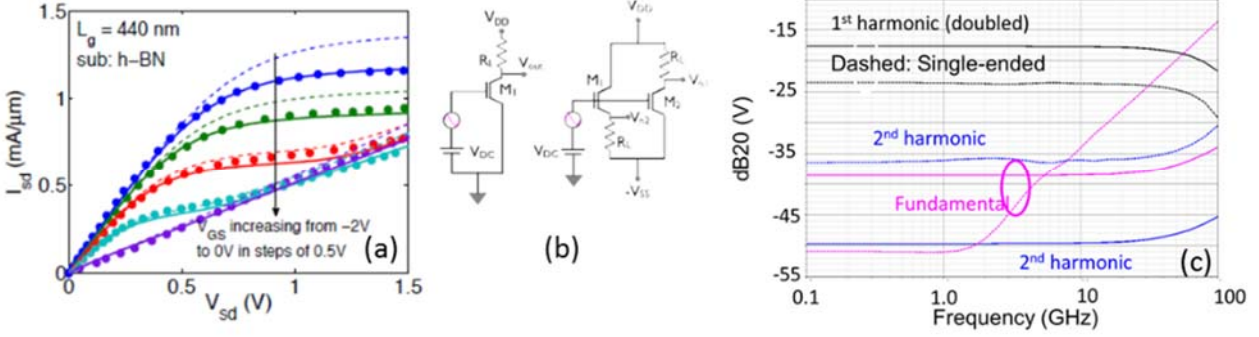 1.5
1
0.5
0
I_sd (mA/µm)
L_g = 440 nm
sub: h-BN
V_GS increasing from −2V
to 0V in steps of 0.5V
(a)
0
0.5
1
1.5
V_sd (V)
V_DD
R_L
V_out
M_1
V_DC
V_DD
R_L
M_1
M_2
R_L
V_DC
-V_SS
(b)
-15
-25
-35
-45
-55
dB20 (V)
1st harmonic (doubled)
Dashed: Single-ended
2nd harmonic
Fundamental
2nd harmonic
(c)
0.1
1.0
10
100
Frequency (GHz)